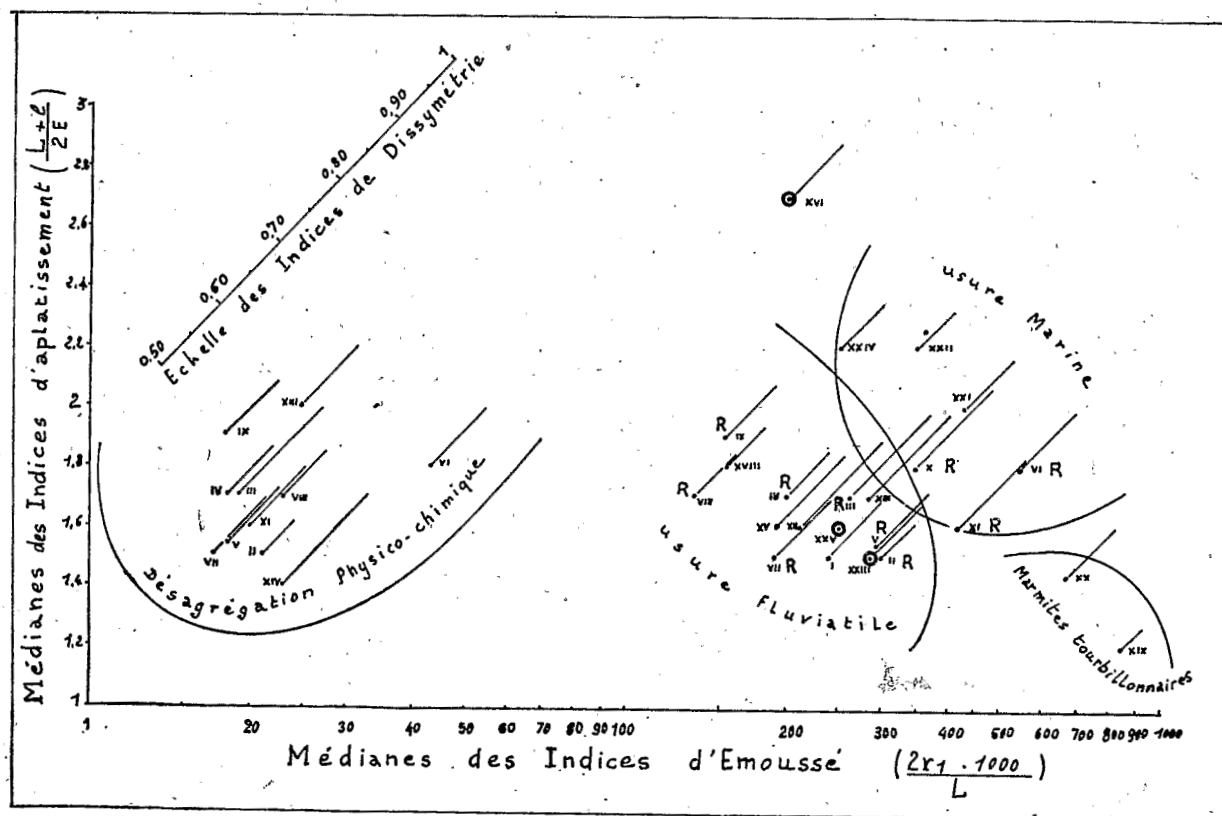 Médianes des Indices d'aplatissement (L+l / 2E)
3
2.8
2.6
2.4
2.2
2
1.8
1.6
1.4
1.2
1
0.50 0.60 0.70 0.80 0.90 1
Echelle des Indices de Dissymétrie
XXI
IX
IV
III
VIII
VI
XI
V
VII
II
XIV
Désagrégation Physico-chimique
C XVI
usure Marine
XXIV
XXII
XXI
R IX
XVIII
R VII
R IV
R III
XIII
X R
VI R
XV
XXV
R V
XI R
VII R
I
XXIII
II R
usure Fluviatile
XX
XIX
Marmites tourbillonnaires
1 20 30 40 50 60 70 80 90 100 200 300 400 500 600 700 800 900 1000
Médianes des Indices d'Emoussé (2r1 . 1000 / L)